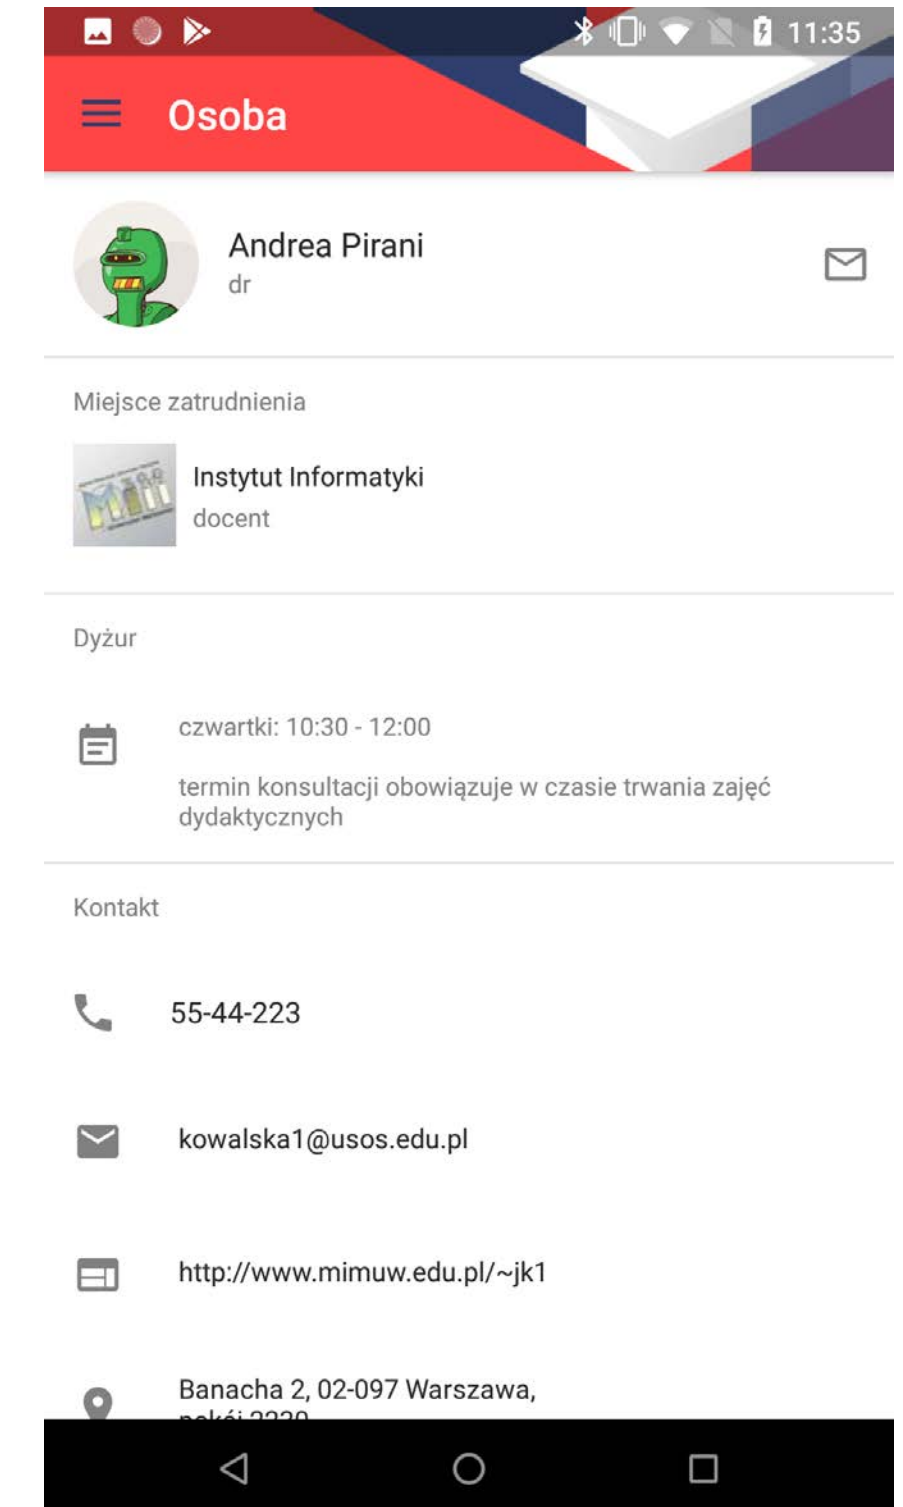 11:35
Osoba
Andrea Pirani
dr
Miejsce zatrudnienia
Instytut Informatyki
docent
Dyżur
czwartki: 10:30 - 12:00
termin konsultacji obowiązuje w czasie trwania zajęć
dydaktycznych
Kontakt
55-44-223
kowalska1@usos.edu.pl
http://www.mimuw.edu.pl/~jk1
Banacha 2, 02-097 Warszawa,